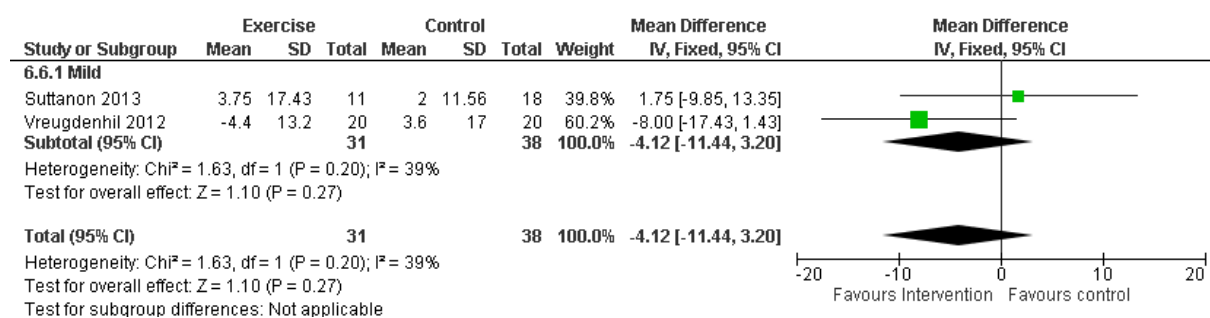 Exercise Control Mean Difference Mean Difference
Study or Subgroup Mean SD Total Mean SD Total Weight IV, Fixed, 95% CI IV, Fixed, 95% CI
6.6.1 Mild
Suttanon 2013 3.75 17.43 11 2 11.56 18 39.8% 1.75 [-9.85, 13.35]
Vreugdenhil 2012 -4.4 13.2 20 3.6 17 20 60.2% -8.00 [-17.43, 1.43]
Subtotal (95% CI) 31 38 100.0% -4.12 [-11.44, 3.20]
Heterogeneity: Chi² = 1.63, df = 1 (P = 0.20); I² = 39%
Test for overall effect: Z = 1.10 (P = 0.27)
Total (95% CI) 31 38 100.0% -4.12 [-11.44, 3.20]
Heterogeneity: Chi² = 1.63, df = 1 (P = 0.20); I² = 39%
Test for overall effect: Z = 1.10 (P = 0.27)
Test for subgroup differences: Not applicable
-20 -10 0 10 20
Favours Intervention Favours control